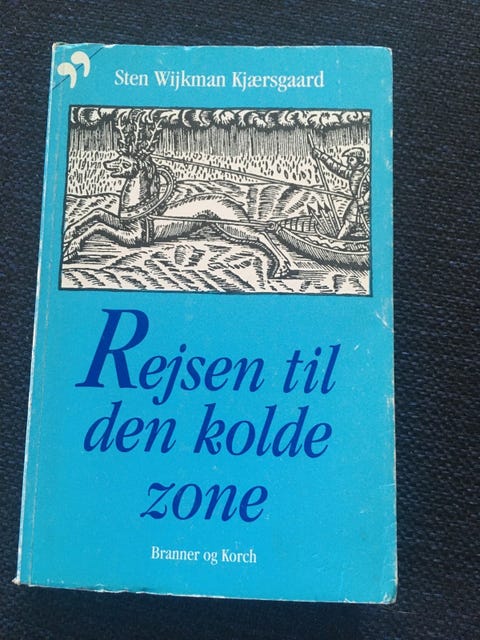 Sten Wijkman Kjærsgaard
Rejsen til
den kolde
zone
Branner og Korch